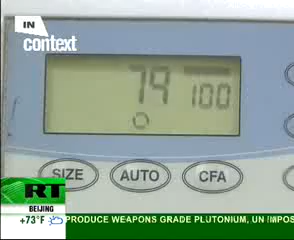 IN
context
79
100
SIZE
AUTO
CFA
RT
BEIJING
+73°F
PRODUCE WEAPONS GRADE PLUTONIUM, UN IMPOS